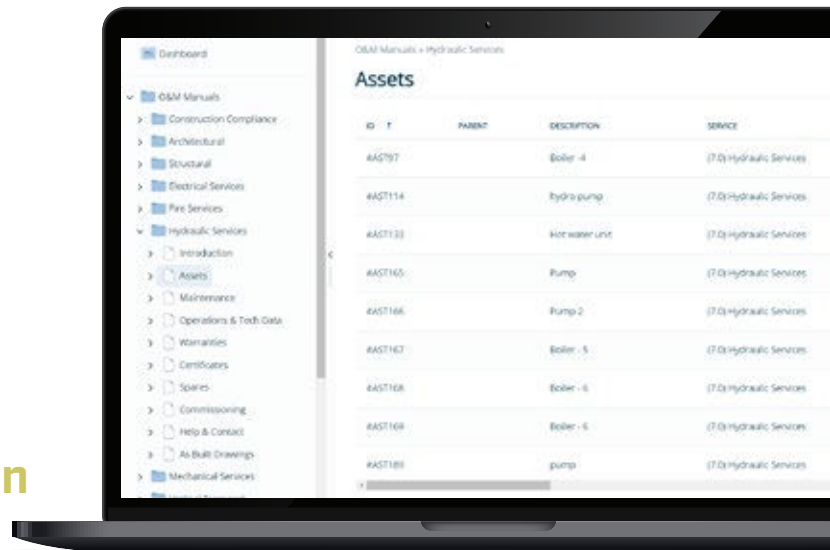 Dashboard
O&M Manuals
Construction Compliance
Architectural
Structural
Electrical Services
Fire Services
Hydraulic Services
Introduction
Assets
Maintenance
Operations & Tech Data
Warranties
Certificates
Spares
Commissioning
Help & Contact
As Built Drawings
Mechanical Services
O&M Manuals » Hydraulic Services
Assets
ID ↑ PARENT DESCRIPTION SERVICE
#AST97 Boiler -4 (7.0) Hydraulic Services
#AST114 hydro pump (7.0) Hydraulic Services
#AST133 Hot water unit (7.0) Hydraulic Services
#AST165 Pump (7.0) Hydraulic Services
#AST166 Pump 2 (7.0) Hydraulic Services
#AST167 Boiler - 5 (7.0) Hydraulic Services
#AST168 Boiler - 6 (7.0) Hydraulic Services
#AST169 Boiler - 6 (7.0) Hydraulic Services
pump (7.0) Hydraulic Services
n